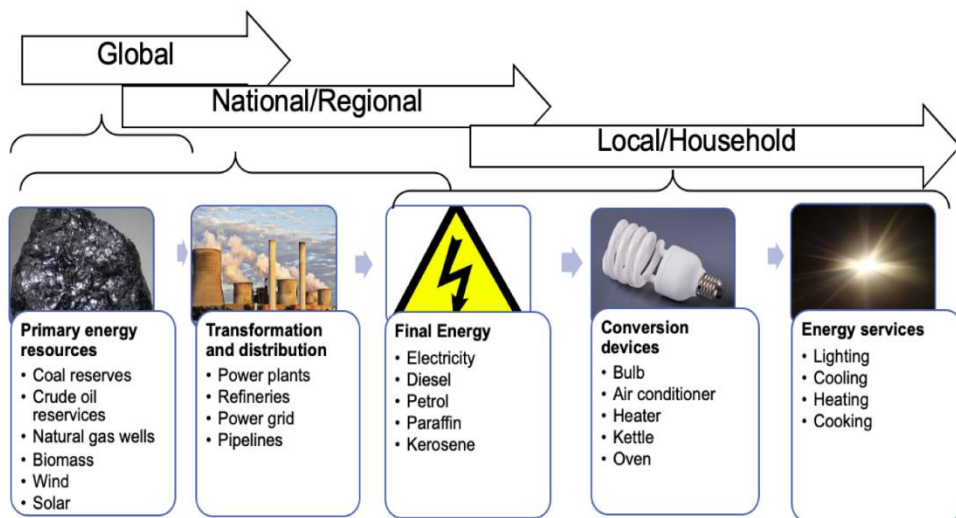 Global
National/Regional
Local/Household
Primary energy
resources
• Coal reserves
• Crude oil
reservices
• Natural gas wells
• Biomass
• Wind
• Solar
Transformation
and distribution
• Power plants
• Refineries
• Power grid
• Pipelines
Final Energy
• Electricity
• Diesel
• Petrol
• Paraffin
• Kerosene
Conversion
devices
• Bulb
• Air conditioner
• Heater
• Kettle
• Oven
Energy services
• Lighting
• Cooling
• Heating
• Cooking